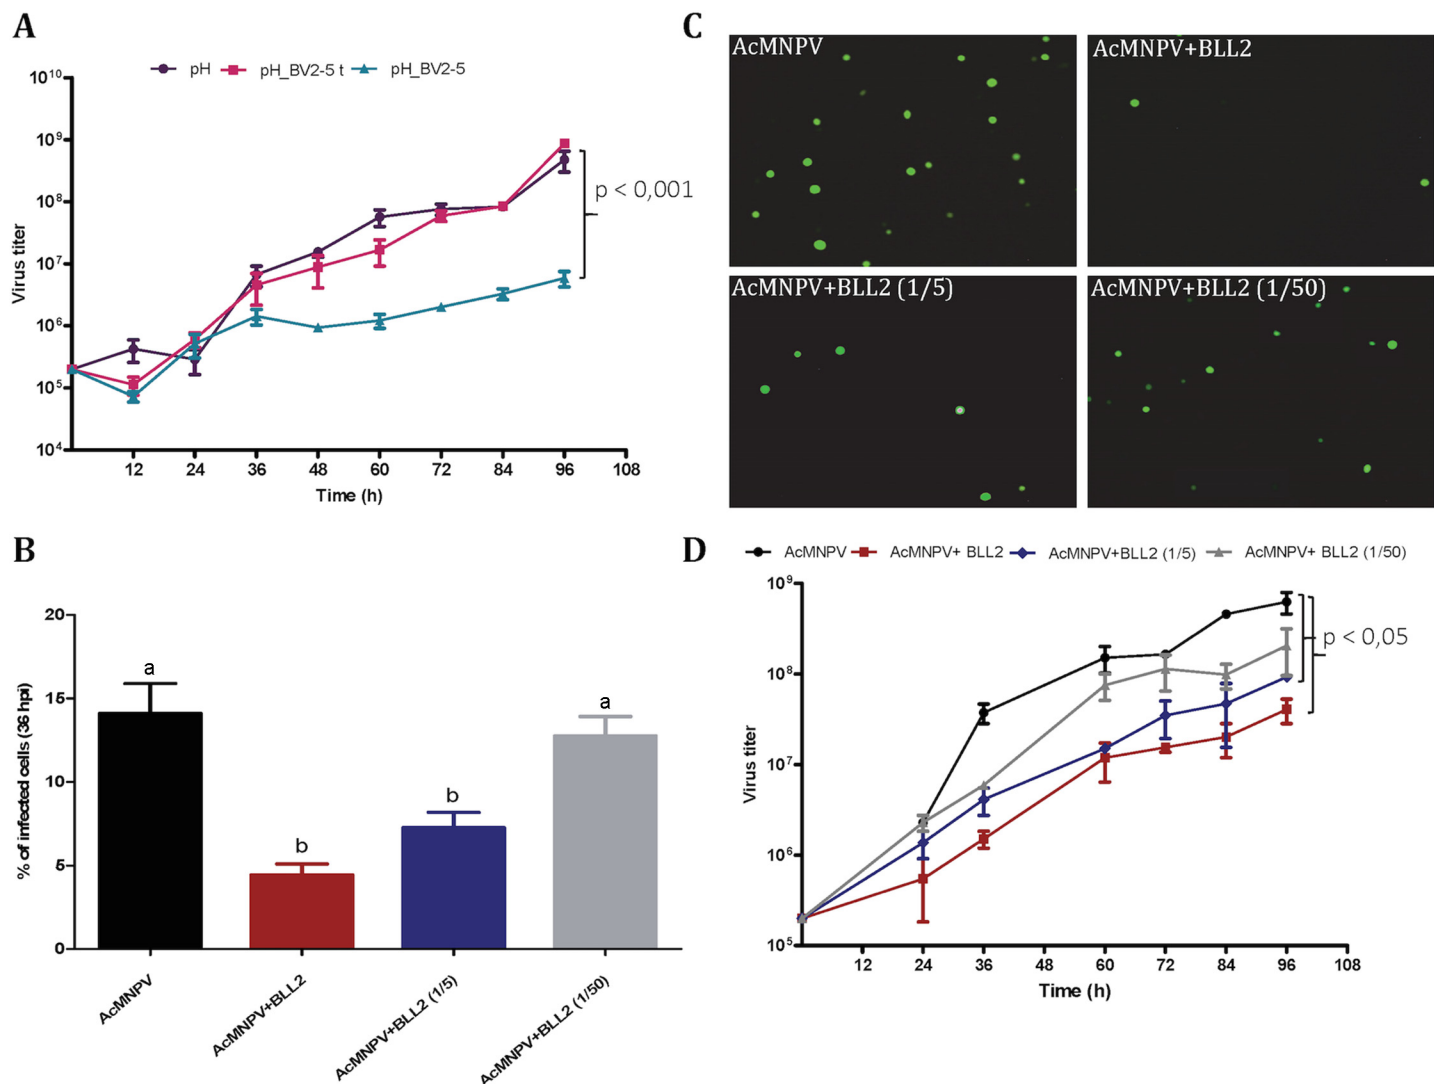 A
pH pH_BV2-5 t pH_BV2-5
10¹⁰
10⁹
10⁸
10⁷
10⁶
10⁵
10⁴
Virus titer
p < 0,001
12 24 36 48 60 72 84 96 108
Time (h)
B
20
15
10
5
0
% of infected cells (36 hpi)
a
b
b
a
AcMNPV
AcMNPV+BLL2
AcMNPV+BLL2 (1/5)
AcMNPV+BLL2 (1/50)
C
AcMNPV
AcMNPV+BLL2
AcMNPV+BLL2 (1/5)
AcMNPV+BLL2 (1/50)
D
AcMNPV AcMNPV+ BLL2 AcMNPV+BLL2 (1/5) AcMNPV+ BLL2 (1/50)
10⁹
10⁸
10⁷
10⁶
10⁵
Virus titer
p < 0,05
12 24 36 48 60 72 84 96 108
Time (h)